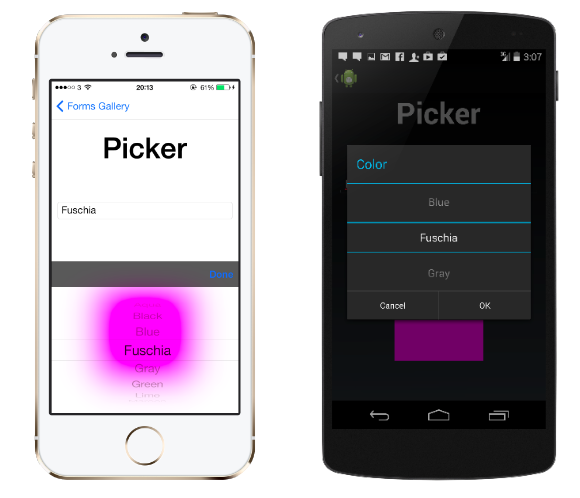 3 20:13 61%
Forms Gallery
Picker
Fuschia
Done
Black
Blue
Fuschia
Gray
Green
Lime
3:07
Picker
Color
Blue
Fuschia
Gray
Cancel
OK